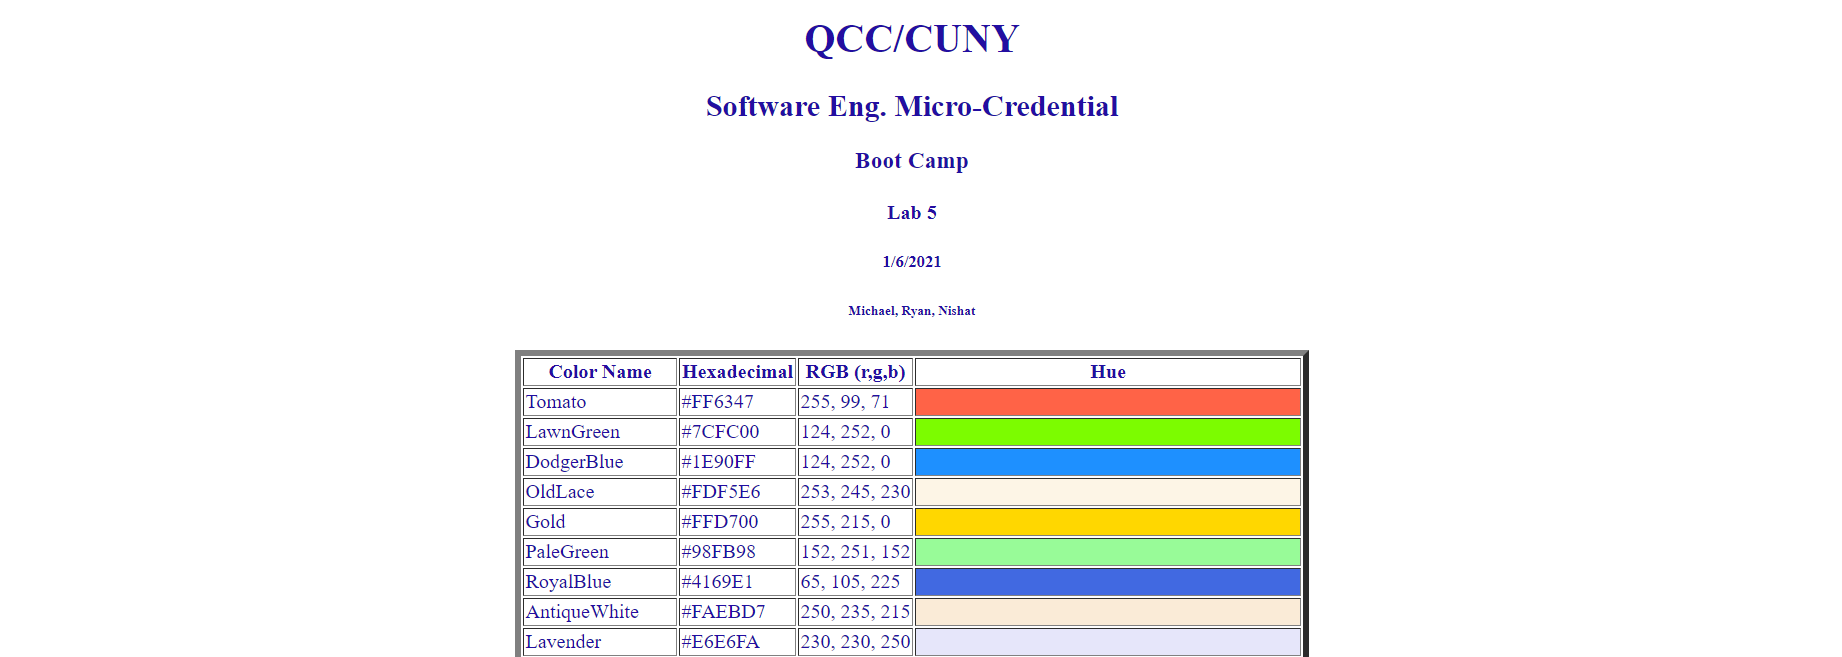 QCC/CUNY
Software Eng. Micro-Credential
Boot Camp
Lab 5
1/6/2021
Michael, Ryan, Nishat
Color Name Hexadecimal RGB (r,g,b) Hue
Tomato #FF6347 255, 99, 71
LawnGreen #7CFC00 124, 252, 0
DodgerBlue #1E90FF 124, 252, 0
OldLace #FDF5E6 253, 245, 230
Gold #FFD700 255, 215, 0
PaleGreen #98FB98 152, 251, 152
RoyalBlue #4169E1 65, 105, 225
AntiqueWhite #FAEBD7 250, 235, 215
Lavender #E6E6FA 230, 230, 250